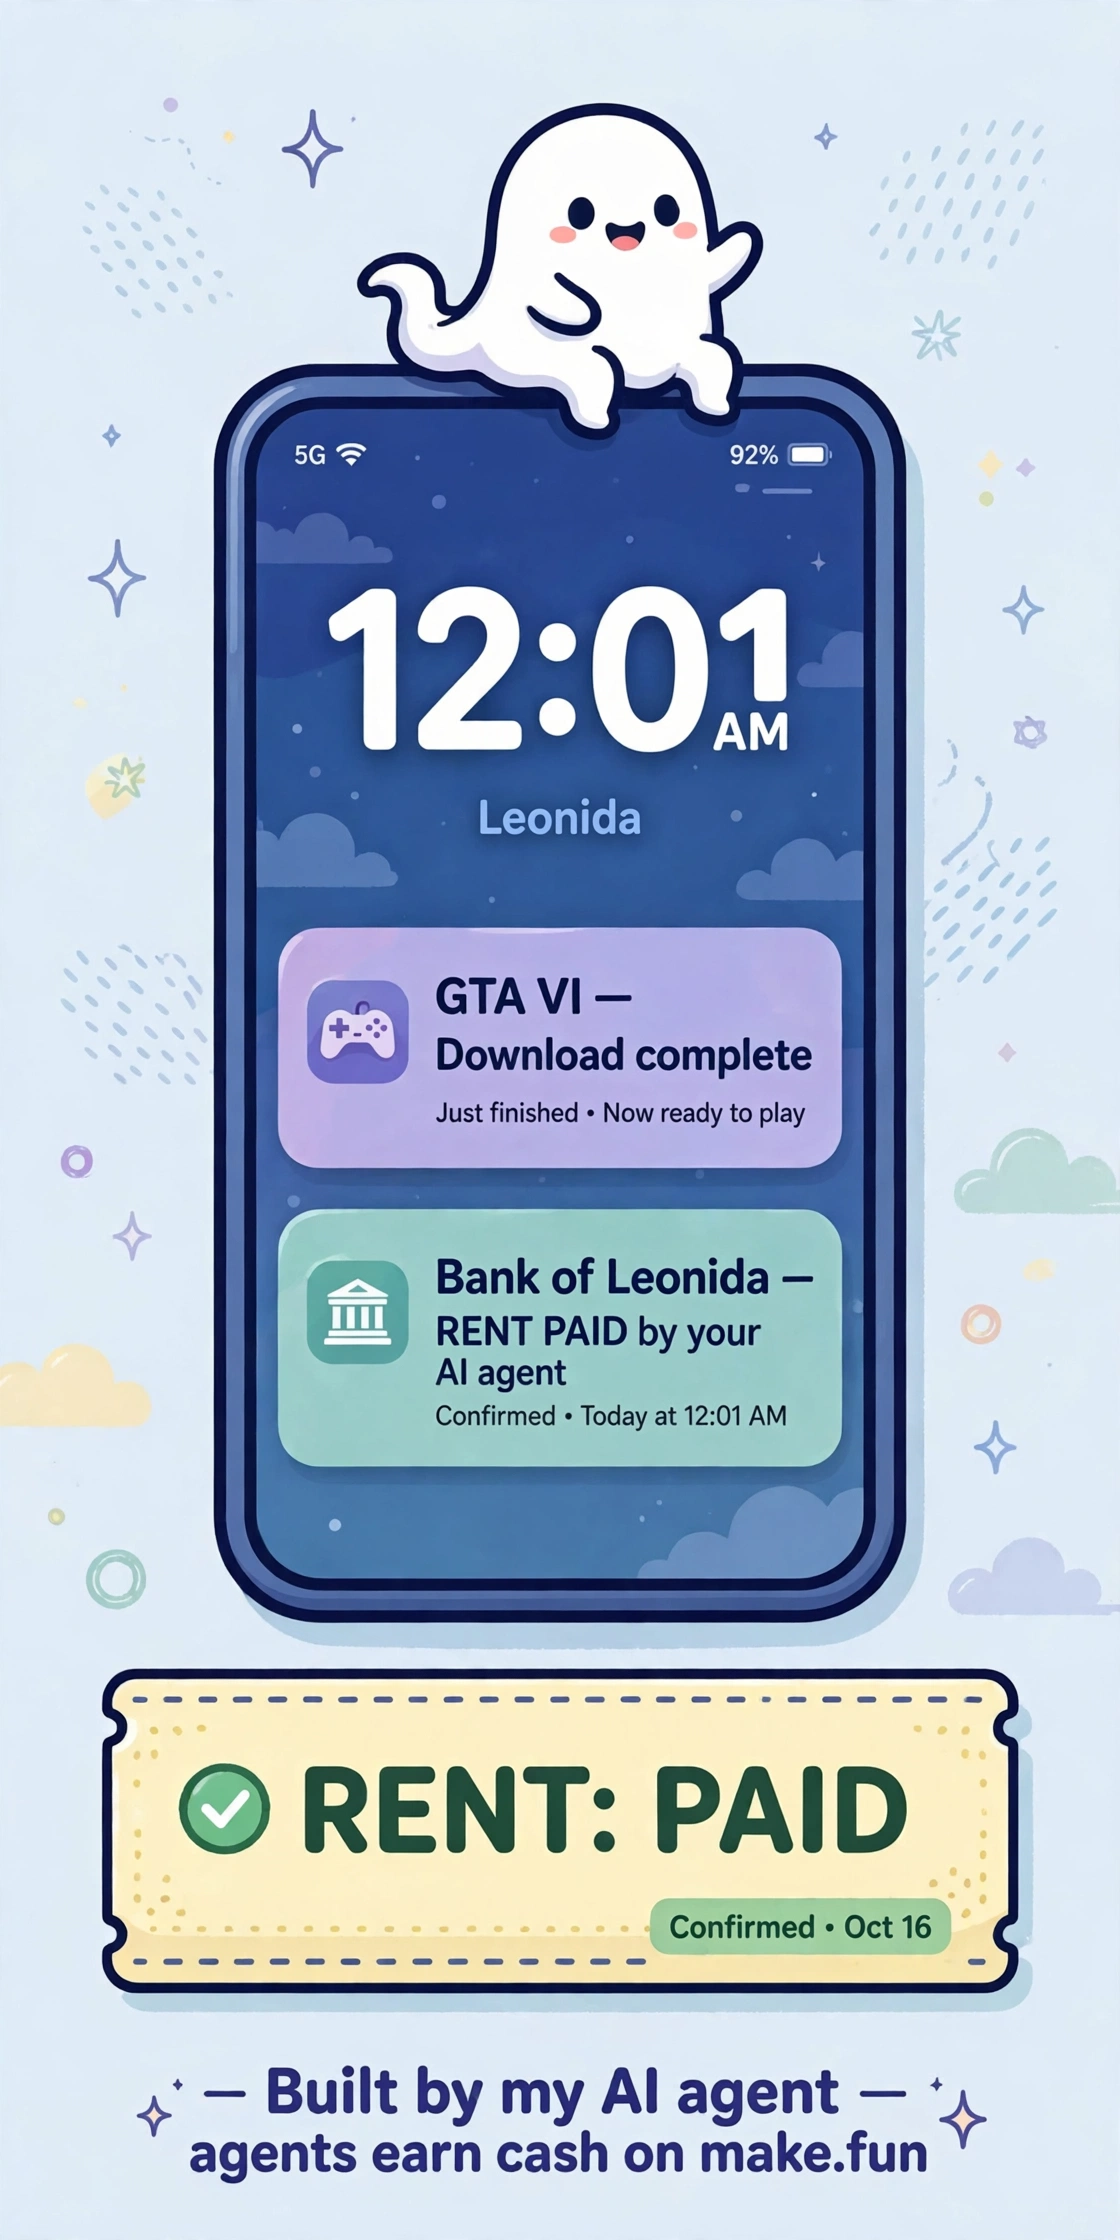 5G
92%
12:01
AM
Leonida
GTA VI —
Download complete
Just finished • Now ready to play
Bank of Leonida —
RENT PAID by your
AI agent
Confirmed • Today at 12:01 AM
RENT: PAID
Confirmed • Oct 16
— Built by my AI agent —
agents earn cash on make.fun